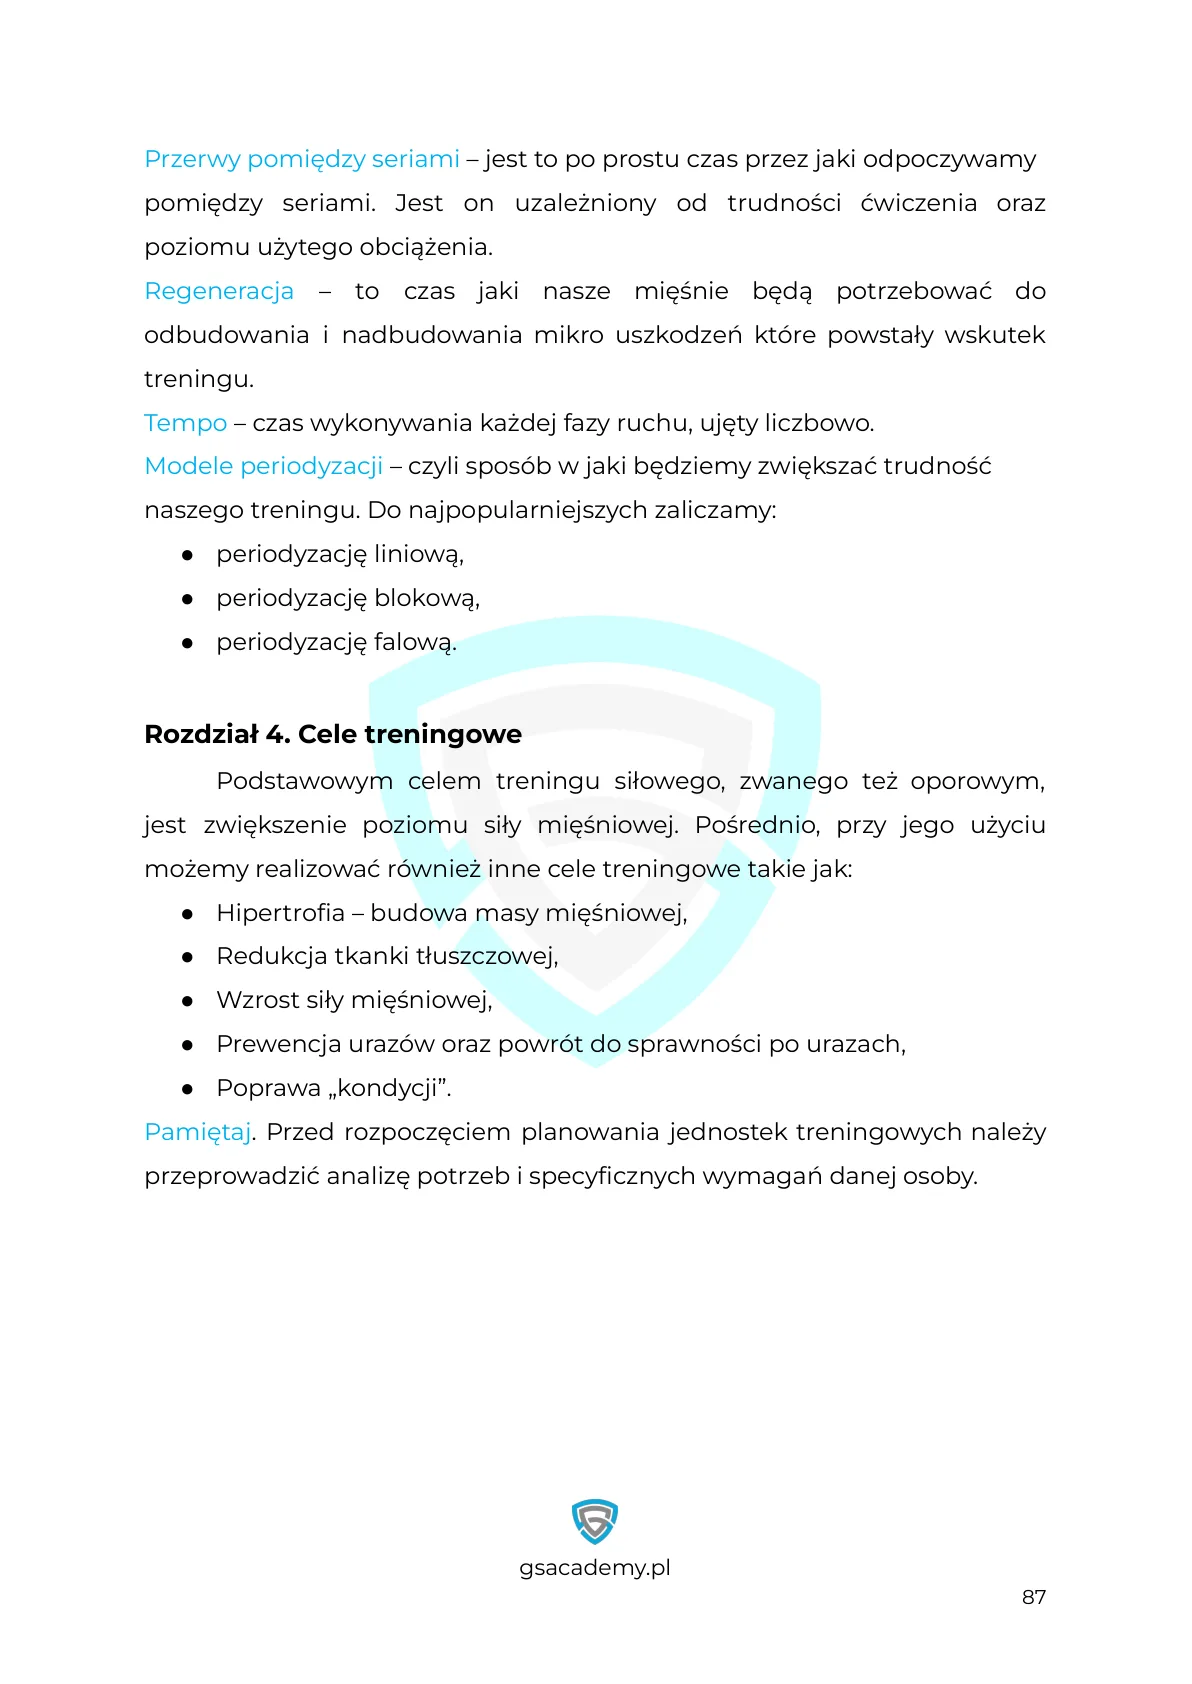 Przerwy pomiędzy seriami – jest to po prostu czas przez jaki odpoczywamy
pomiędzy seriami. Jest on uzależniony od trudności ćwiczenia oraz
poziomu użytego obciążenia.
Regeneracja – to czas jaki nasze mięśnie będą potrzebować do
odbudowania i nadbudowania mikro uszkodzeń które powstały wskutek
treningu.
Tempo – czas wykonywania każdej fazy ruchu, ujęty liczbowo.
Modele periodyzacji – czyli sposób w jaki będziemy zwiększać trudność
naszego treningu. Do najpopularniejszych zaliczamy:
● periodyzację liniową,
● periodyzację blokową,
● periodyzację falową.
Rozdział 4. Cele treningowe
Podstawowym celem treningu siłowego, zwanego też oporowym,
jest zwiększenie poziomu siły mięśniowej. Pośrednio, przy jego użyciu
możemy realizować również inne cele treningowe takie jak:
● Hipertrofia – budowa masy mięśniowej,
● Redukcja tkanki tłuszczowej,
● Wzrost siły mięśniowej,
● Prewencja urazów oraz powrót do sprawności po urazach,
● Poprawa „kondycji”.
Pamiętaj. Przed rozpoczęciem planowania jednostek treningowych należy
przeprowadzić analizę potrzeb i specyficznych wymagań danej osoby.
gsacademy.pl
87